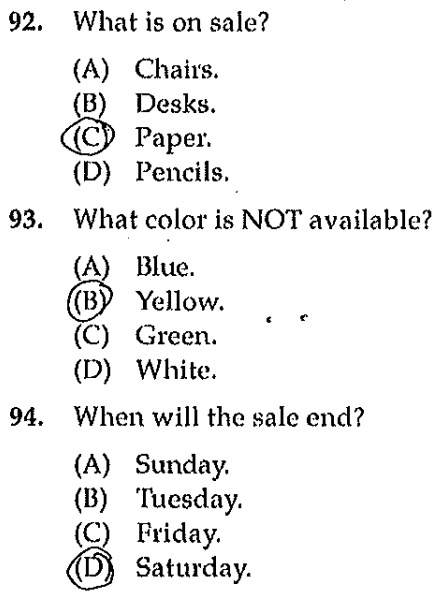 92. What is on sale?
(A) Chairs.
(B) Desks.
(C) Paper.
(D) Pencils.
93. What color is NOT available?
(A) Blue.
(B) Yellow.
(C) Green.
(D) White.
94. When will the sale end?
(A) Sunday.
(B) Tuesday.
(C) Friday.
(D) Saturday.